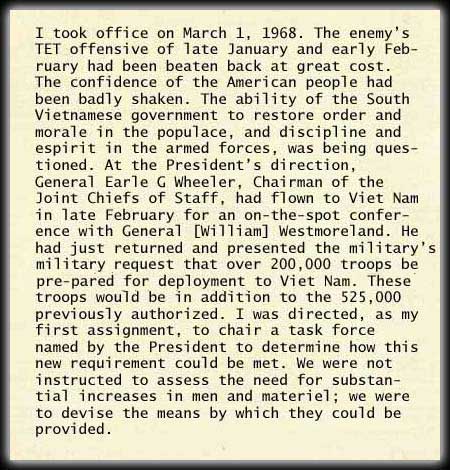 I took office on March 1, 1968. The enemy's
TET offensive of late January and early Feb-
ruary had been beaten back at great cost.
The confidence of the American people had
been badly shaken. The ability of the South
Vietnamese government to restore order and
morale in the populace, and discipline and
espirit in the armed forces, was being ques-
tioned. At the President's direction,
General Earle G Wheeler, Chairman of the
Joint Chiefs of Staff, had flown to Viet Nam
in late February for an on-the-spot confer-
ence with General [William] Westmoreland. He
had just returned and presented the military's
military request that over 200,000 troops be
pre-pared for deployment to Viet Nam. These
troops would be in addition to the 525,000
previously authorized. I was directed, as my
first assignment, to chair a task force
named by the President to determine how this
new requirement could be met. We were not
instructed to assess the need for substan-
tial increases in men and materiel; we were
to devise the means by which they could be
provided.